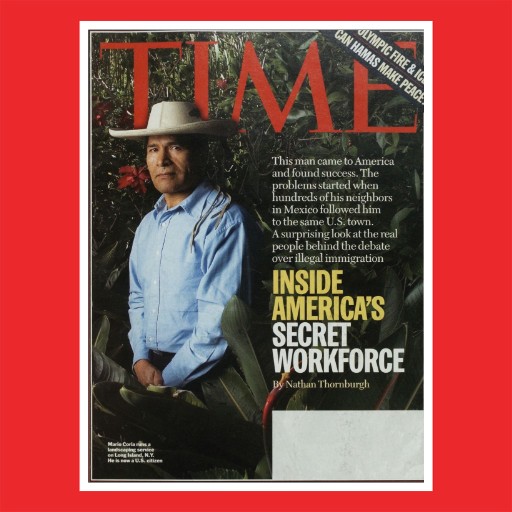 TIME
OLYMPIC FIRE &
CAN HAMAS MAKE PEACE
This man came to America
and found success. The
problems started when
hundreds of his neighbors
in Mexico followed him
to the same U.S. town.
A surprising look at the real
people behind the debate
over illegal immigration
INSIDE
AMERICA'S
SECRET
WORKFORCE
By Nathan Thornburgh
Mario Coria runs a
landscaping service
on Long Island, N.Y.
He is now a U.S. citizen